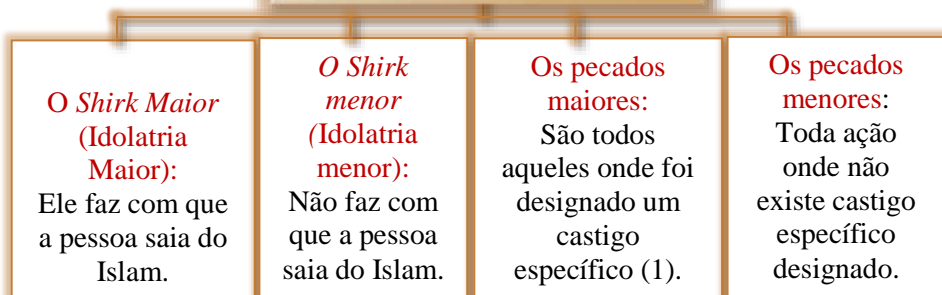 O Shirk Maior
(Idolatria
Maior):
Ele faz com que
a pessoa saia do
Islam.
O Shirk
menor
(Idolatria
menor):
Não faz com
que a pessoa
saia do Islam.
Os pecados
maiores:
São todos
aqueles onde foi
designado um
castigo
específico (1).
Os pecados
menores:
Toda ação
onde não
existe castigo
específico
designado.